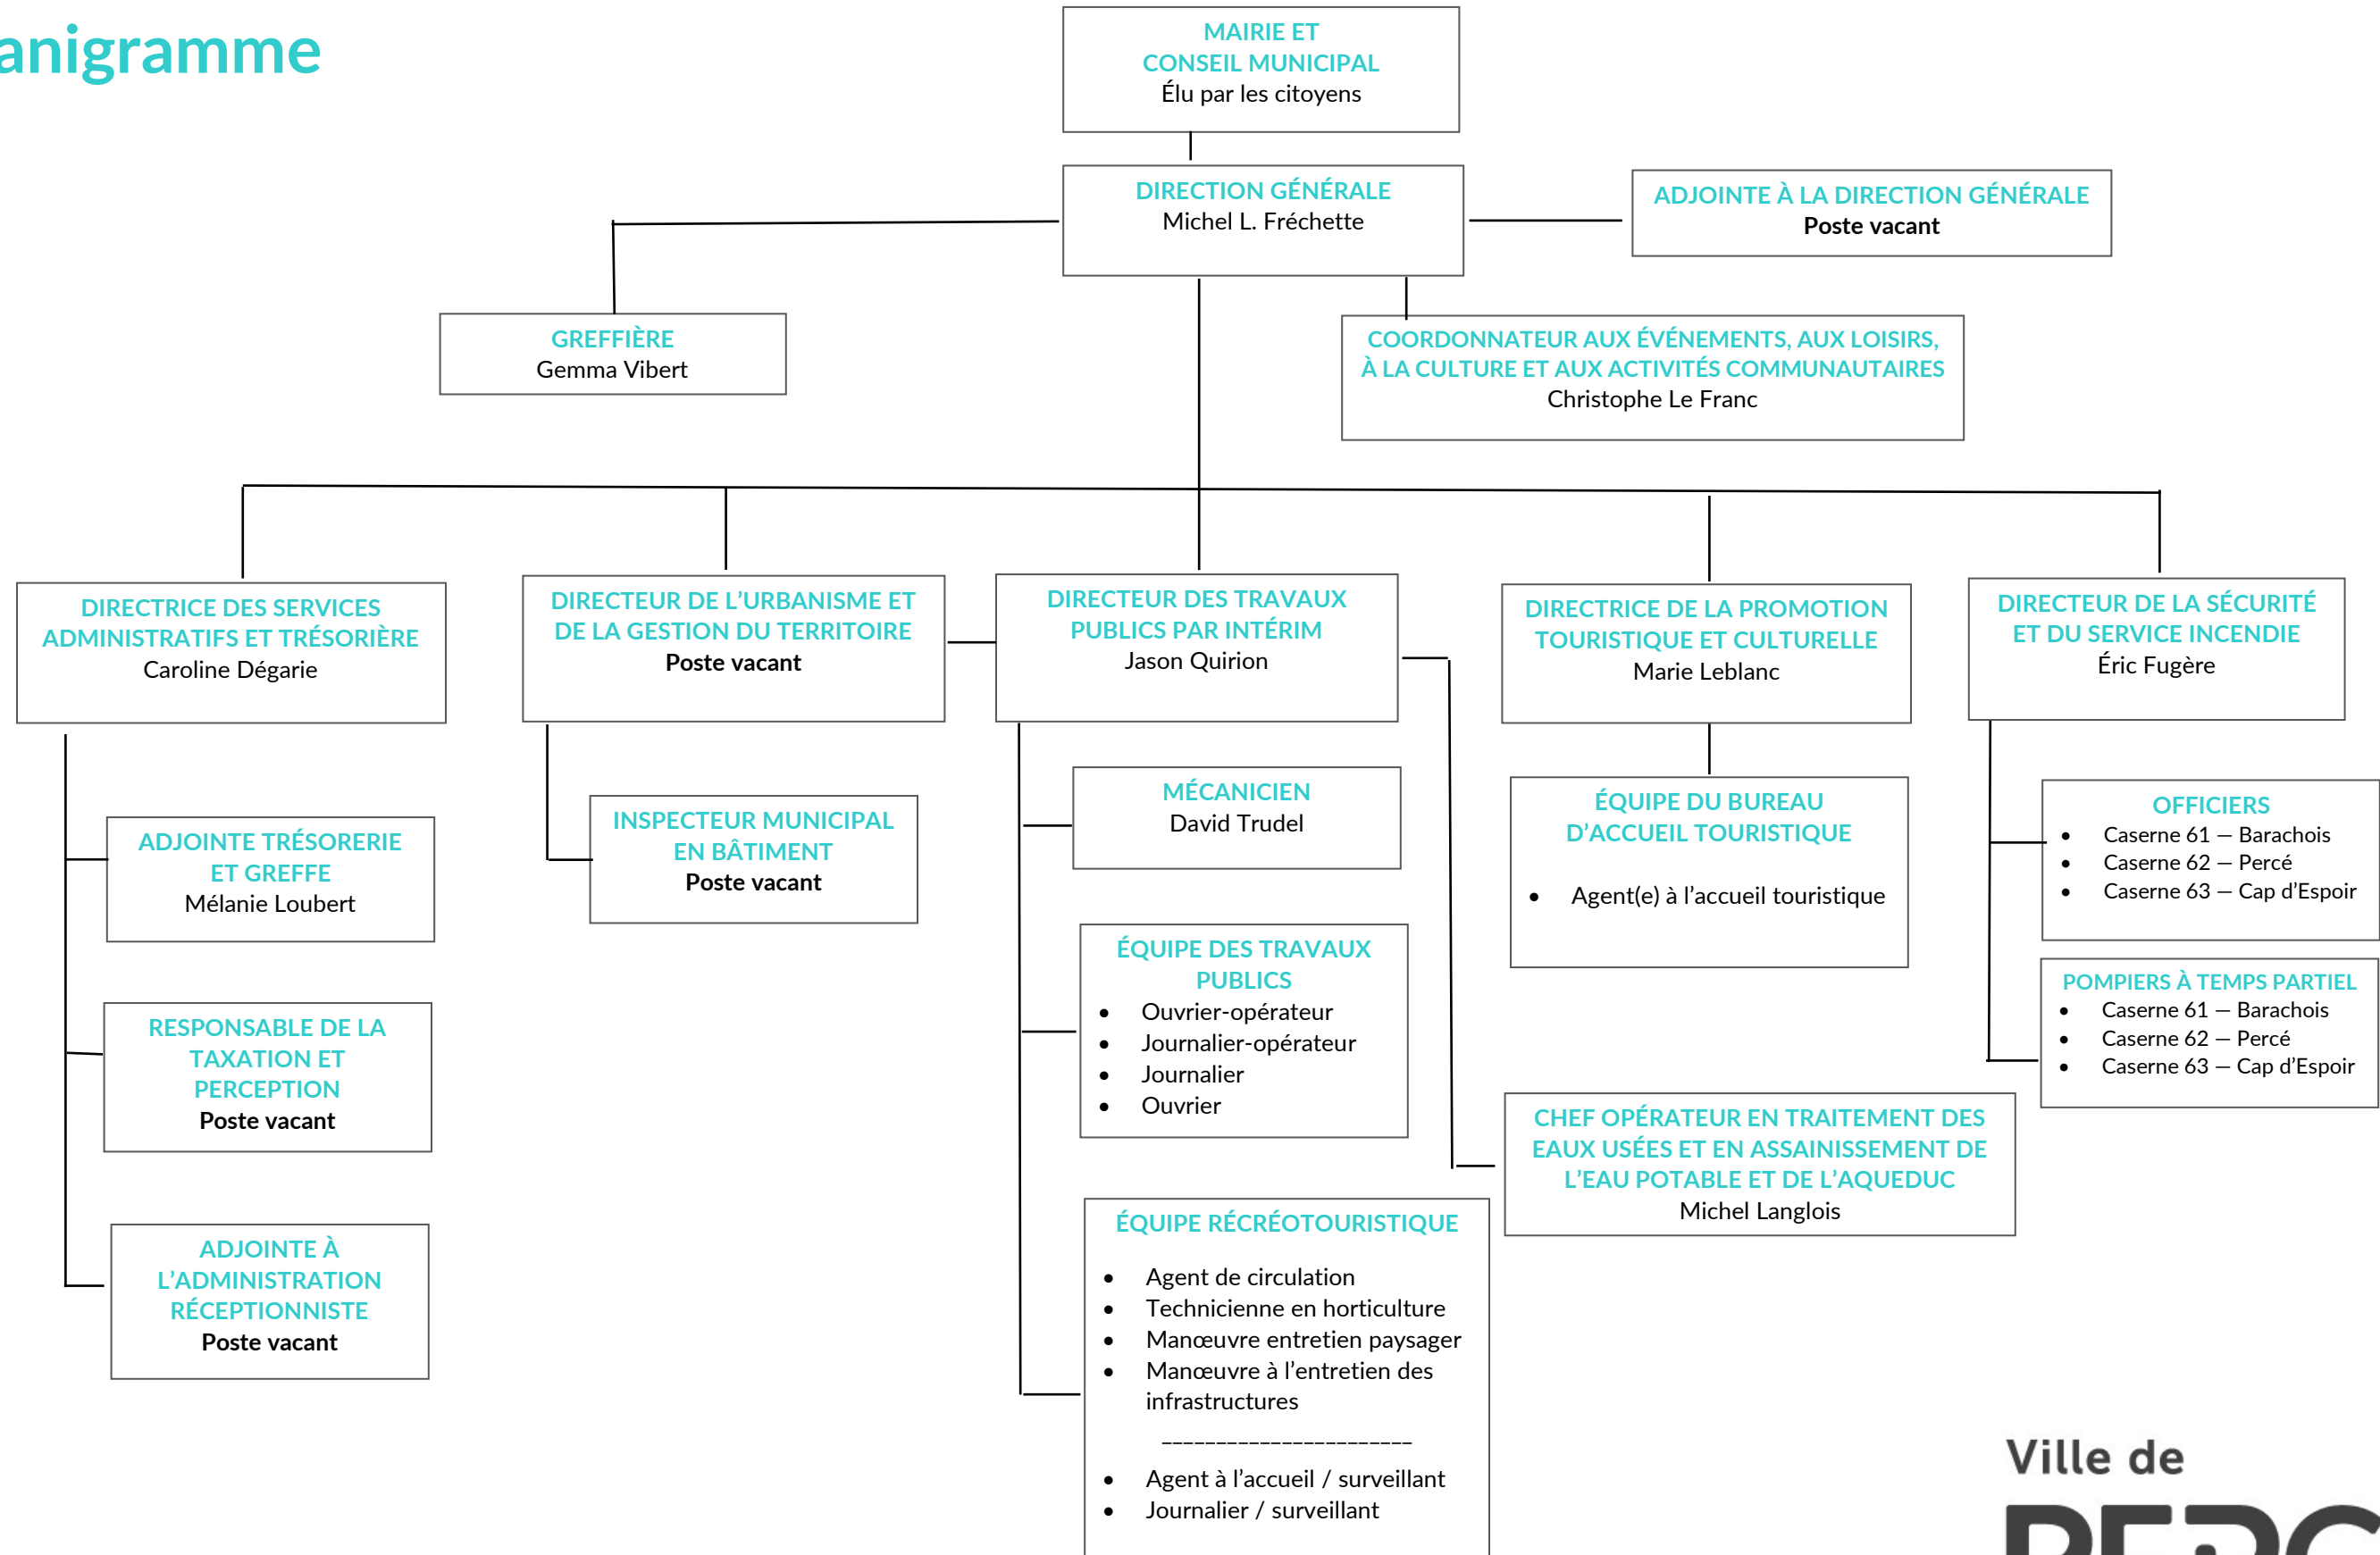 anigramme
MAIRIE ET
CONSEIL MUNICIPAL
Élu par les citoyens
DIRECTION GÉNÉRALE
Michel L. Fréchette
ADJOINTE À LA DIRECTION GÉNÉRALE
Poste vacant
GREFFIÈRE
Gemma Vibert
COORDONNATEUR AUX ÉVÉNEMENTS, AUX LOISIRS,
À LA CULTURE ET AUX ACTIVITÉS COMMUNAUTAIRES
Christophe Le Franc
DIRECTRICE DES SERVICES
ADMINISTRATIFS ET TRÉSORIÈRE
Caroline Dégarie
DIRECTEUR DE L’URBANISME ET
DE LA GESTION DU TERRITOIRE
Poste vacant
DIRECTEUR DES TRAVAUX
PUBLICS PAR INTÉRIM
Jason Quirion
DIRECTRICE DE LA PROMOTION
TOURISTIQUE ET CULTURELLE
Marie Leblanc
DIRECTEUR DE LA SÉCURITÉ
ET DU SERVICE INCENDIE
Éric Fugère
ADJOINTE TRÉSORERIE
ET GREFFE
Mélanie Loubert
RESPONSABLE DE LA
TAXATION ET
PERCEPTION
Poste vacant
ADJOINTE À
L’ADMINISTRATION
RÉCEPTIONNISTE
Poste vacant
INSPECTEUR MUNICIPAL
EN BÂTIMENT
Poste vacant
MÉCANICIEN
David Trudel
ÉQUIPE DES TRAVAUX
PUBLICS
• Ouvrier-opérateur
• Journalier-opérateur
• Journalier
• Ouvrier
ÉQUIPE RÉCRÉOTOURISTIQUE
• Agent de circulation
• Technicienne en horticulture
• Manœuvre entretien paysager
• Manœuvre à l’entretien des
infrastructures
_______________________
• Agent à l’accueil / surveillant
• Journalier / surveillant
ÉQUIPE DU BUREAU
D’ACCUEIL TOURISTIQUE
• Agent(e) à l’accueil touristique
CHEF OPÉRATEUR EN TRAITEMENT DES
EAUX USÉES ET EN ASSAINISSEMENT DE
L’EAU POTABLE ET DE L’AQUEDUC
Michel Langlois
OFFICIERS
• Caserne 61 — Barachois
• Caserne 62 — Percé
• Caserne 63 — Cap d’Espoir
POMPIERS À TEMPS PARTIEL
• Caserne 61 — Barachois
• Caserne 62 — Percé
• Caserne 63 — Cap d’Espoir
Ville de